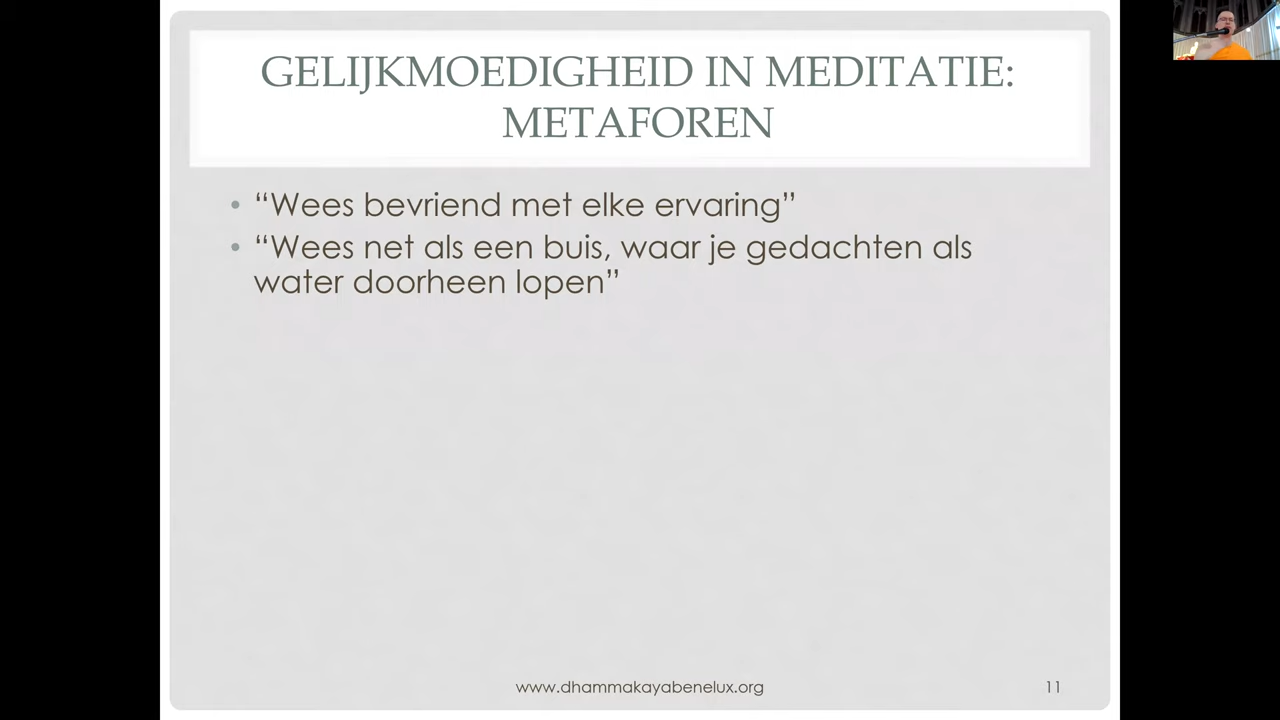 GELIJKMOEDIGHEID IN MEDITATIE:
METAFOREN
• “Wees bevriend met elke ervaring”
• “Wees net als een buis, waar je gedachten als
water doorheen lopen”
www.dhammakayabenelux.org
11